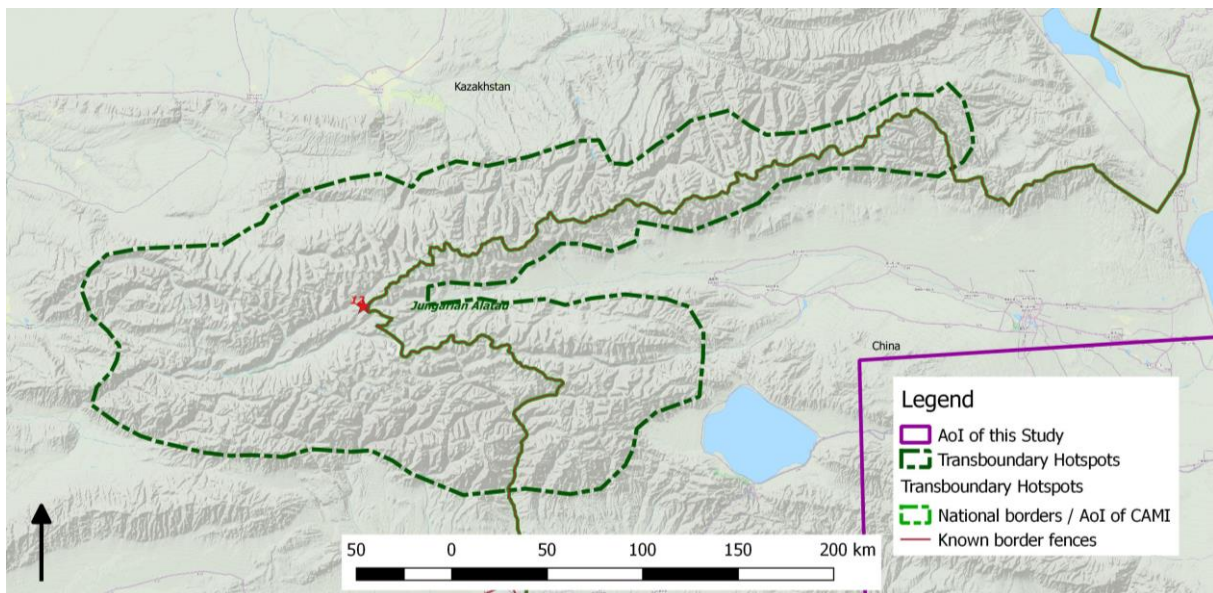 Kazakhstan
Jungarian Alatau
China
Legend
AoI of this Study
Transboundary Hotspots
Transboundary Hotspots
National borders / AoI of CAMI
Known border fences
50 0 50 100 150 200 km